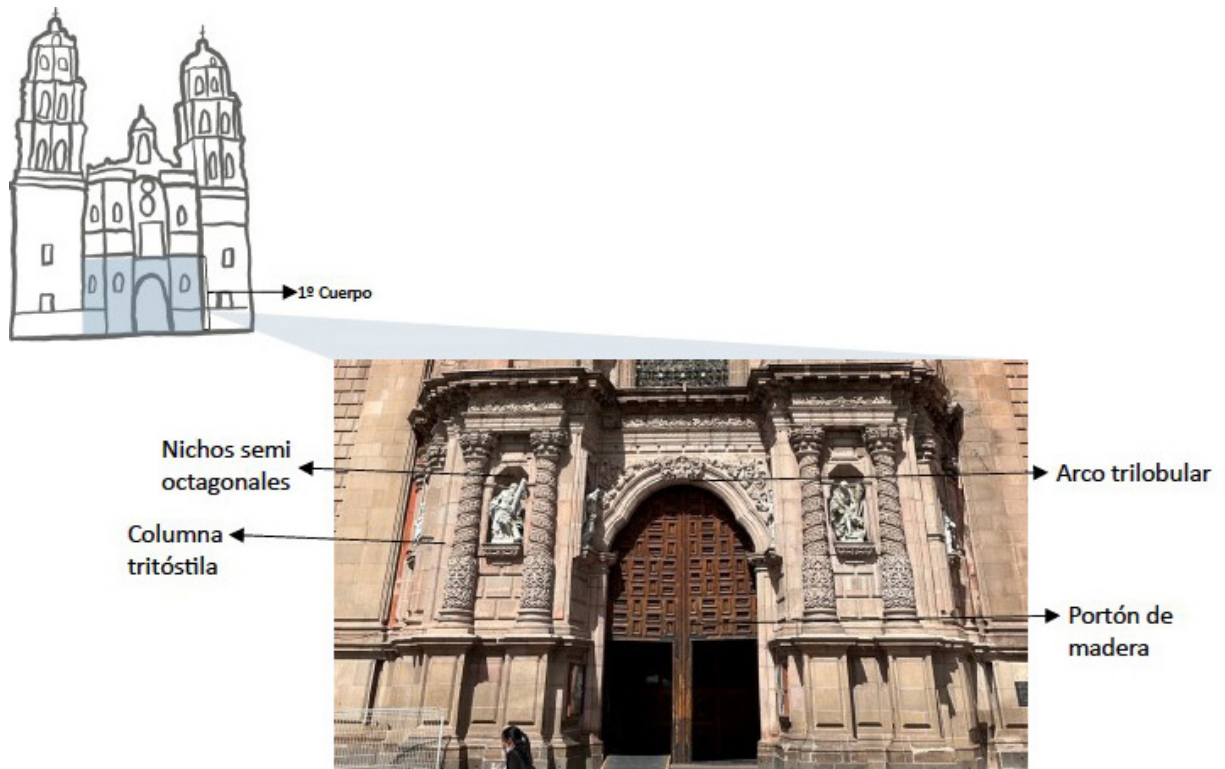 1º Cuerpo
Nichos semi
octagonales
Arco trilobular
Columna
tritóstila
Portón de
madera